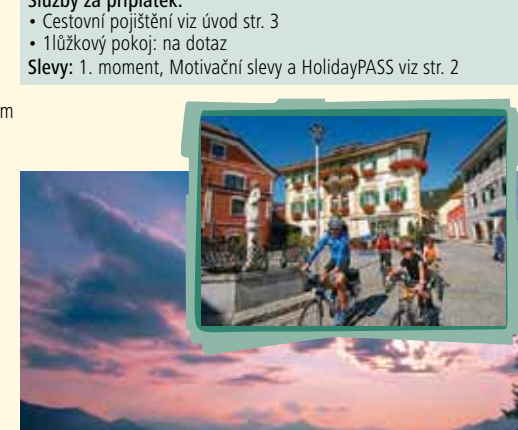 Služby za příplatek:
• Cestovní pojištění viz úvod str. 3
• 1lůžkový pokoj: na dotaz
Slevy: 1. moment, Motivační slevy a HolidayPASS viz str. 2
m